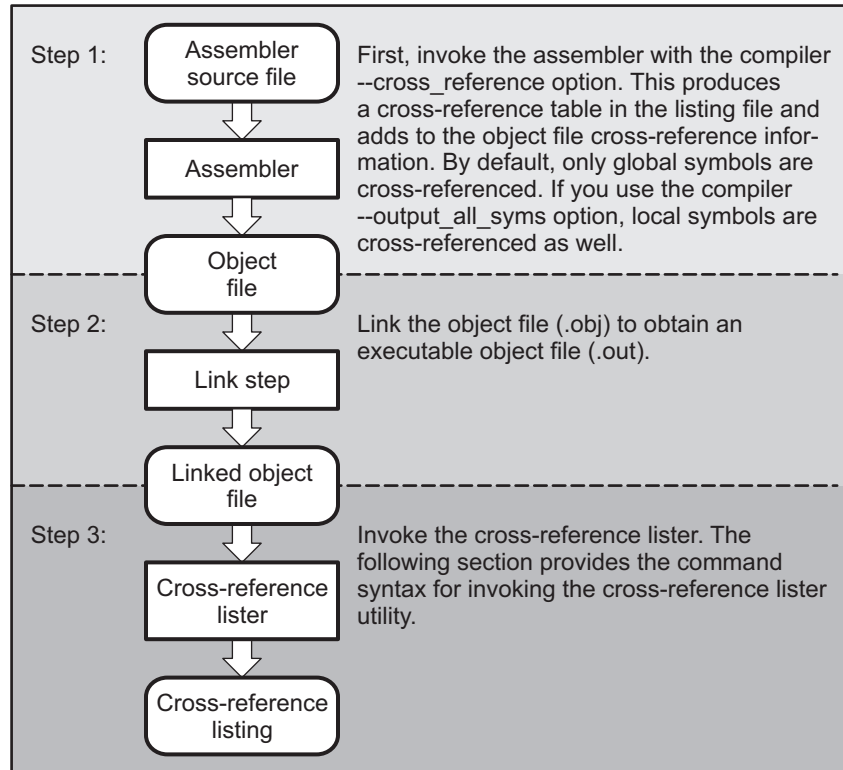 Step 1:
Assembler
source file
Assembler
Object
file
First, invoke the assembler with the compiler
--cross_reference option. This produces
a cross-reference table in the listing file and
adds to the object file cross-reference infor-
mation. By default, only global symbols are
cross-referenced. If you use the compiler
--output_all_syms option, local symbols are
cross-referenced as well.
Step 2:
Link step
Linked object
file
Link the object file (.obj) to obtain an
executable object file (.out).
Step 3:
Cross-reference
lister
Cross-reference
listing
Invoke the cross-reference lister. The
following section provides the command
syntax for invoking the cross-reference lister
utility.